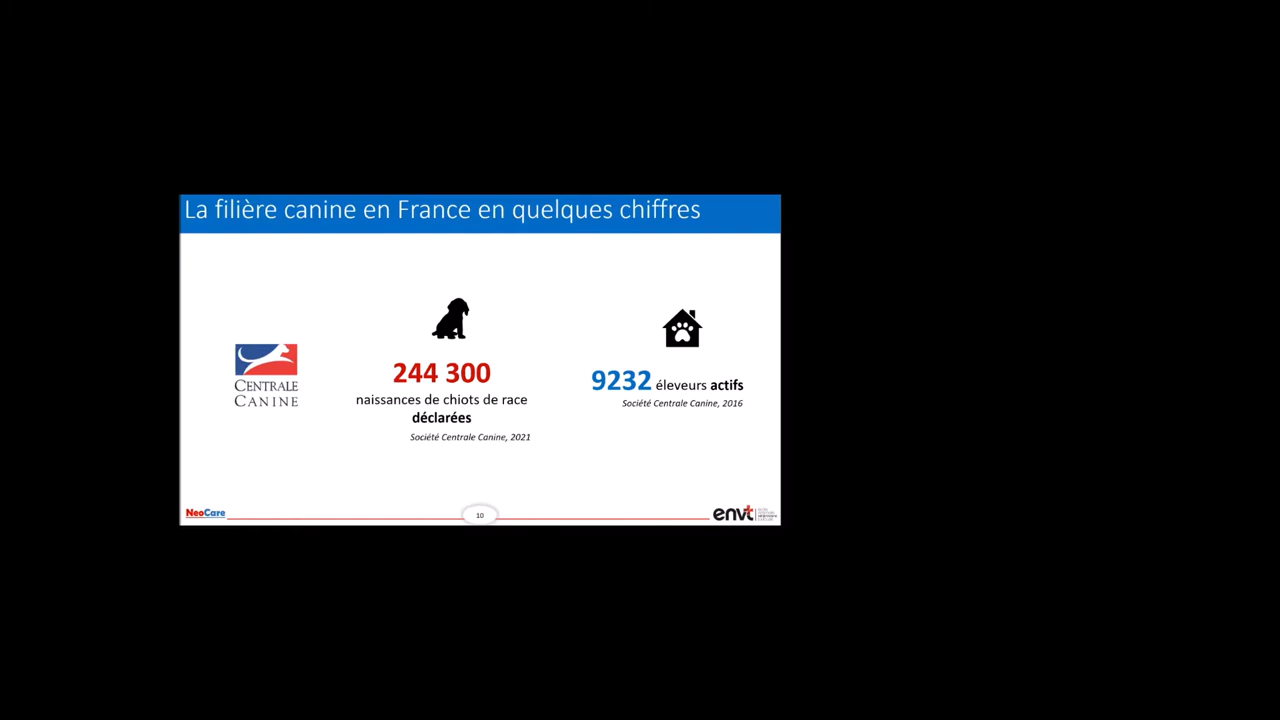 La filière canine en France en quelques chiffres
CENTRALE
CANINE
244 300
naissances de chiots de race
déclarées
Société Centrale Canine, 2021
9232 éleveurs actifs
Société Centrale Canine, 2016
NeoCare
10
envt